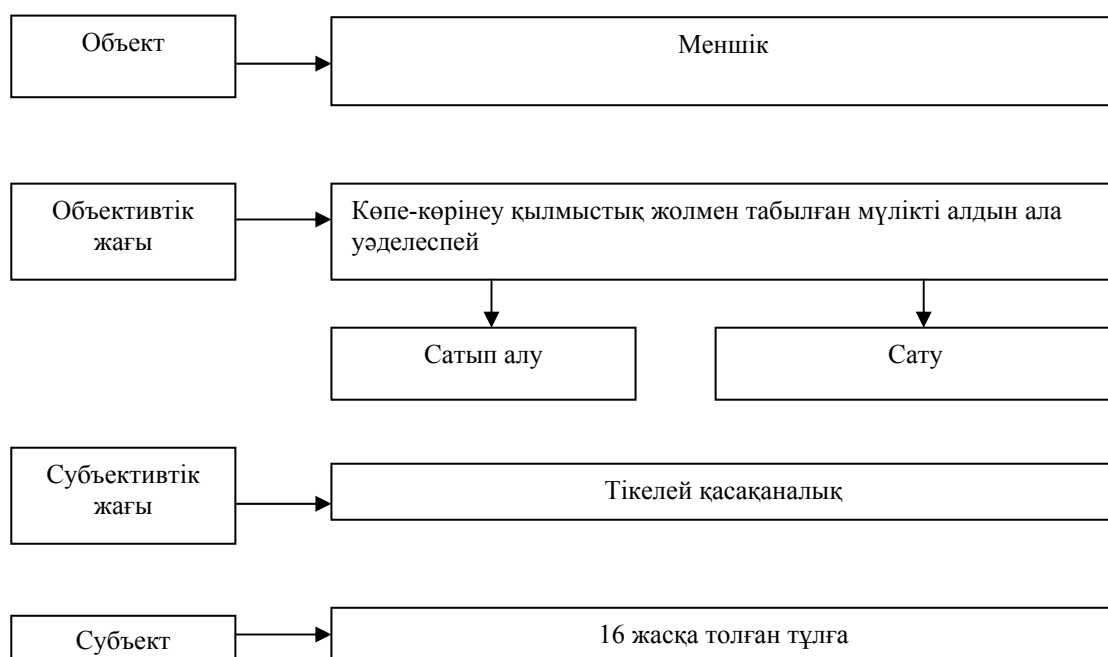 Объект
Меншік
Объективтік
жағы
Көпе-көрінеу қылмыстық жолмен табылған мүлікті алдын ала
уәделеспей
Сатып алу
Сату
Субъективтік
жағы
Тікелей қасақаналық
Субъект
16 жасқа толған тұлға